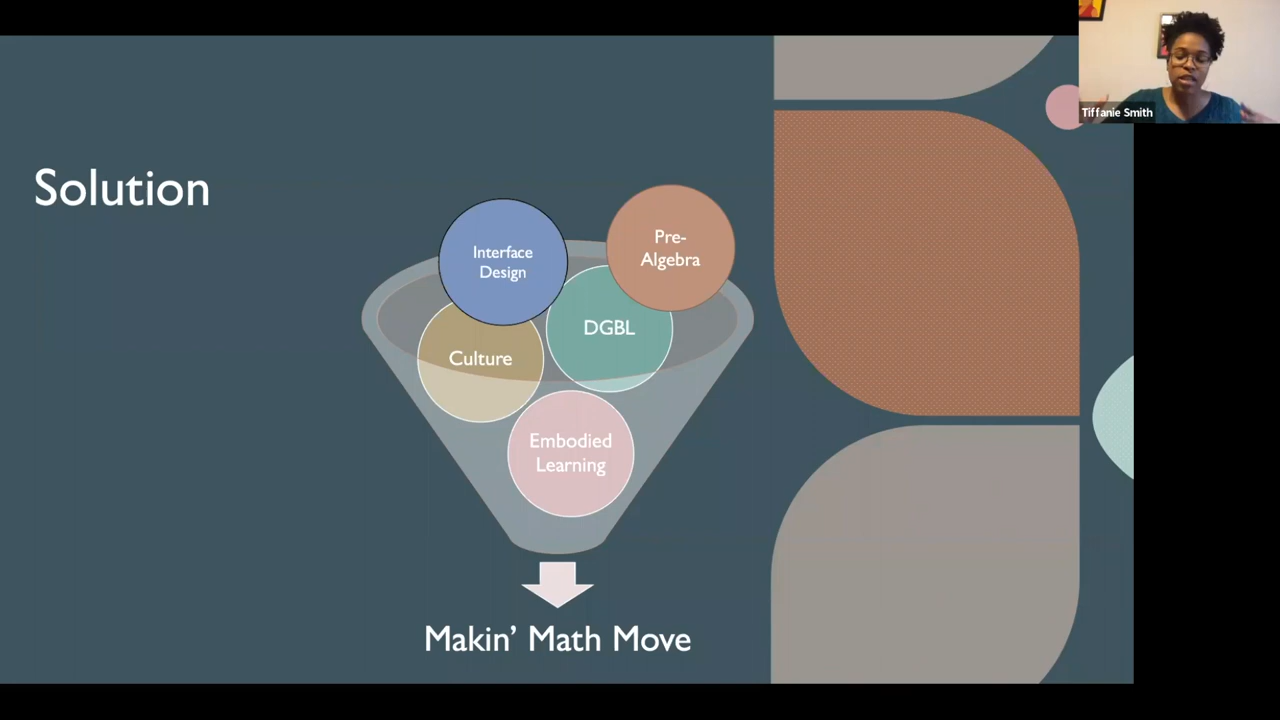 Tiffanie Smith
Solution
Interface
Design
Pre-
Algebra
DGBL
Culture
Embodied
Learning
Makin’ Math Move